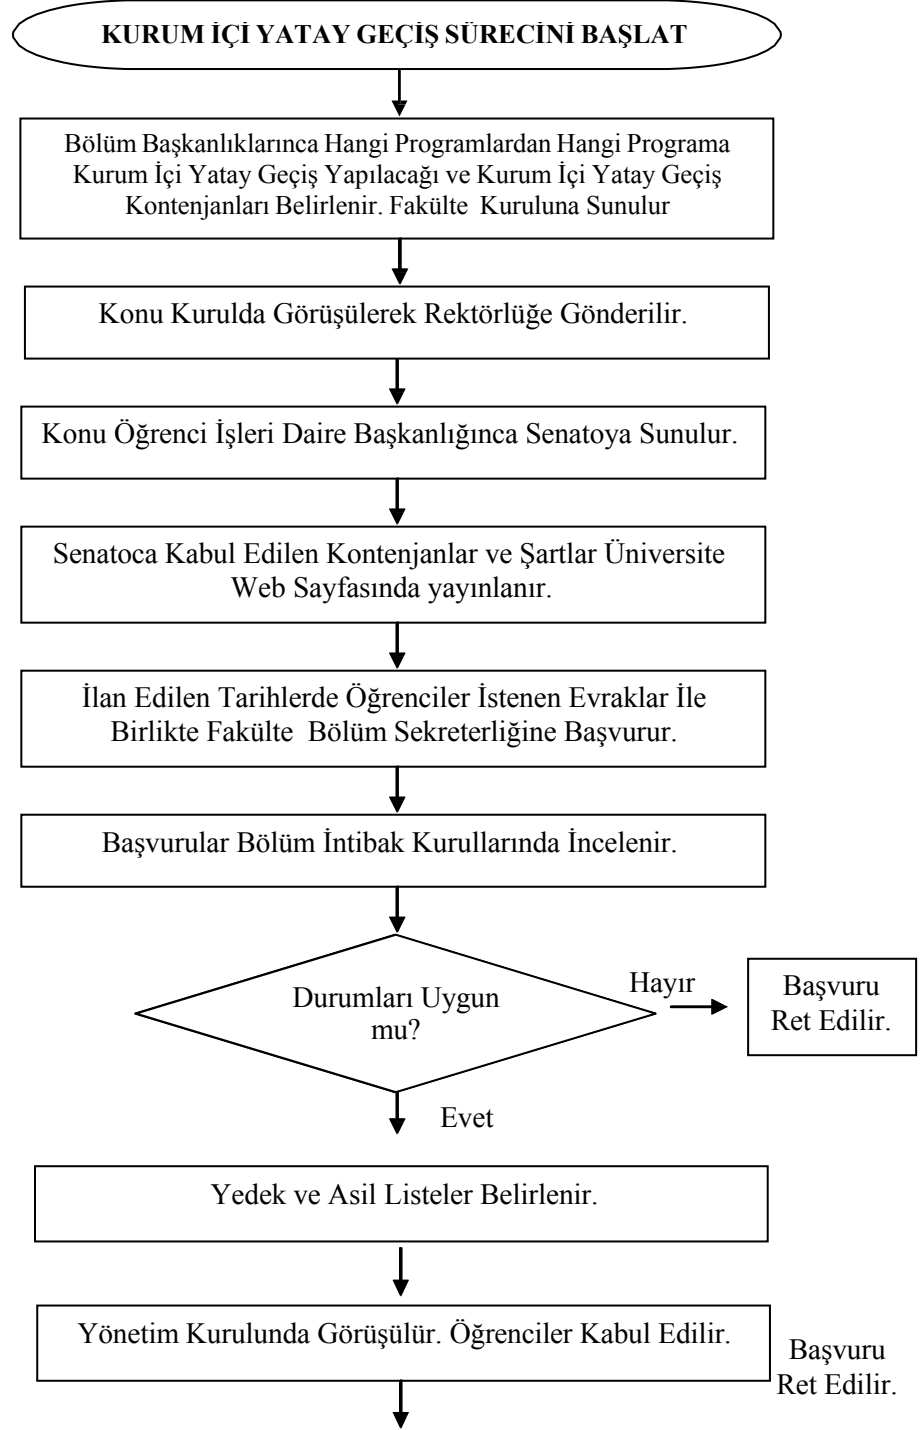 KURUM İÇİ YATAY GEÇİŞ SÜRECİNİ BAŞLAT
Bölüm Başkanlıklarınca Hangi Programlardan Hangi Programa
Kurum İçi Yatay Geçiş Yapılacağı ve Kurum İçi Yatay Geçiş
Kontenjanları Belirlenir. Fakülte Kuruluna Sunulur
Konu Kurulda Görüşülerek Rektörlüğe Gönderilir.
Konu Öğrenci İşleri Daire Başkanlığınca Senatoya Sunulur.
Senatoca Kabul Edilen Kontenjanlar ve Şartlar Üniversite
Web Sayfasında yayınlanır.
İlan Edilen Tarihlerde Öğrenciler İstenen Evraklar İle
Birlikte Fakülte Bölüm Sekreterliğine Başvurur.
Başvurular Bölüm İntibak Kurullarında İncelenir.
Durumları Uygun
mu?
Hayır
Başvuru
Ret Edilir.
Evet
Yedek ve Asil Listeler Belirlenir.
Yönetim Kurulunda Görüşülür. Öğrenciler Kabul Edilir.
Başvuru
Ret Edilir.